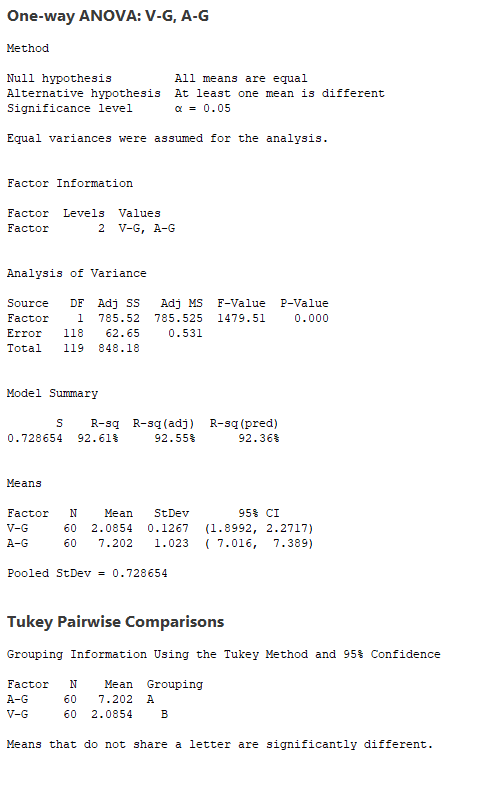 One-way ANOVA: V-G, A-G
Method
Null hypothesis All means are equal
Alternative hypothesis At least one mean is different
Significance level α = 0.05
Equal variances were assumed for the analysis.
Factor Information
Factor Levels Values
Factor 2 V-G, A-G
Analysis of Variance
Source DF Adj SS Adj MS F-Value P-Value
Factor 1 785.52 785.525 1479.51 0.000
Error 118 62.65 0.531
Total 119 848.18
Model Summary
S R-sq R-sq(adj) R-sq(pred)
0.728654 92.61% 92.55% 92.36%
Means
Factor N Mean StDev 95% CI
V-G 60 2.0854 0.1267 (1.8992, 2.2717)
A-G 60 7.202 1.023 ( 7.016, 7.389)
Pooled StDev = 0.728654
Tukey Pairwise Comparisons
Grouping Information Using the Tukey Method and 95% Confidence
Factor N Mean Grouping
A-G 60 7.202 A
V-G 60 2.0854 B
Means that do not share a letter are significantly different.